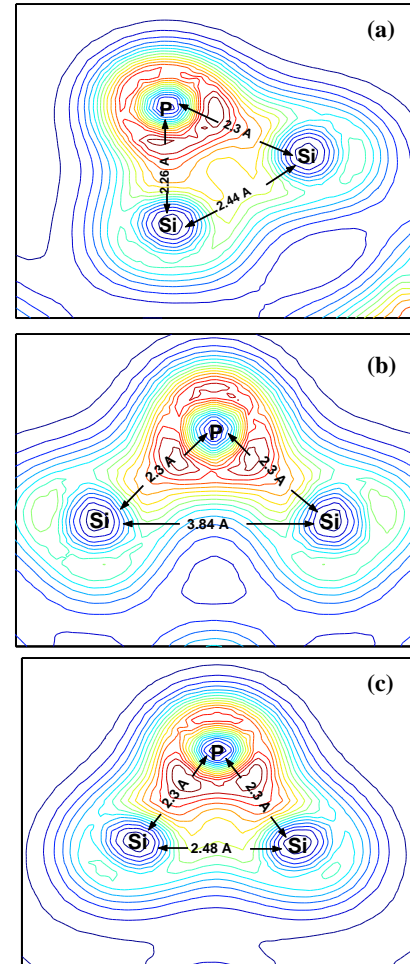 (a)
P
2.3 A
Si
2.26 A
2.44 A
Si
(b)
P
2.3 A
2.3 A
Si
3.84 A
Si
(c)
P
2.3 A
2.3 A
Si
2.48 A
Si